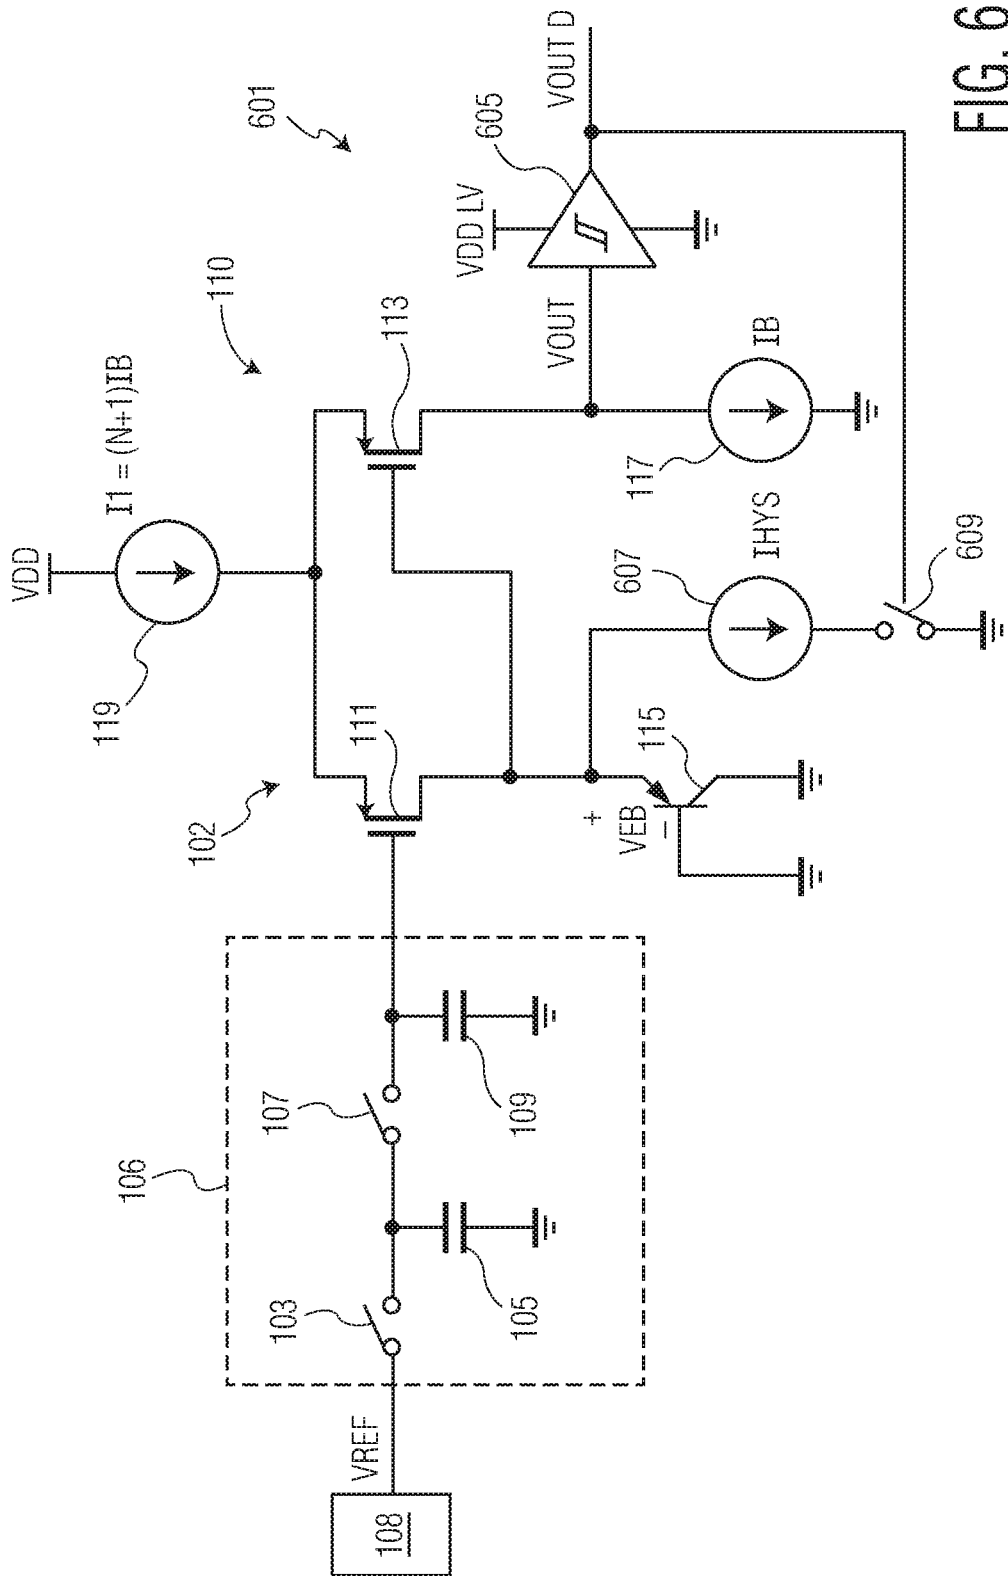 VDD
I1 = (N+1)IB
119
110
601
102
111
113
VDD LV
605
VOUT
VOUT D
106
107
103
105
109
VREF
108
+
VEB
−
115
607
IHYS
117
IB
609
FIG. 6